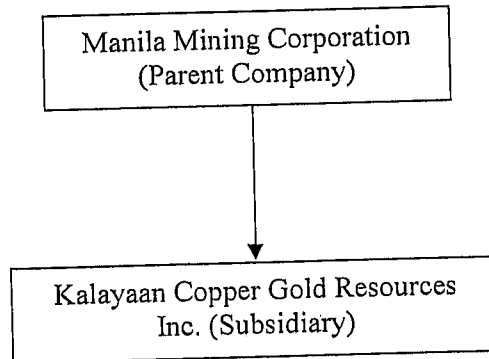 Manila Mining Corporation
(Parent Company)
Kalayaan Copper Gold Resources
Inc. (Subsidiary)